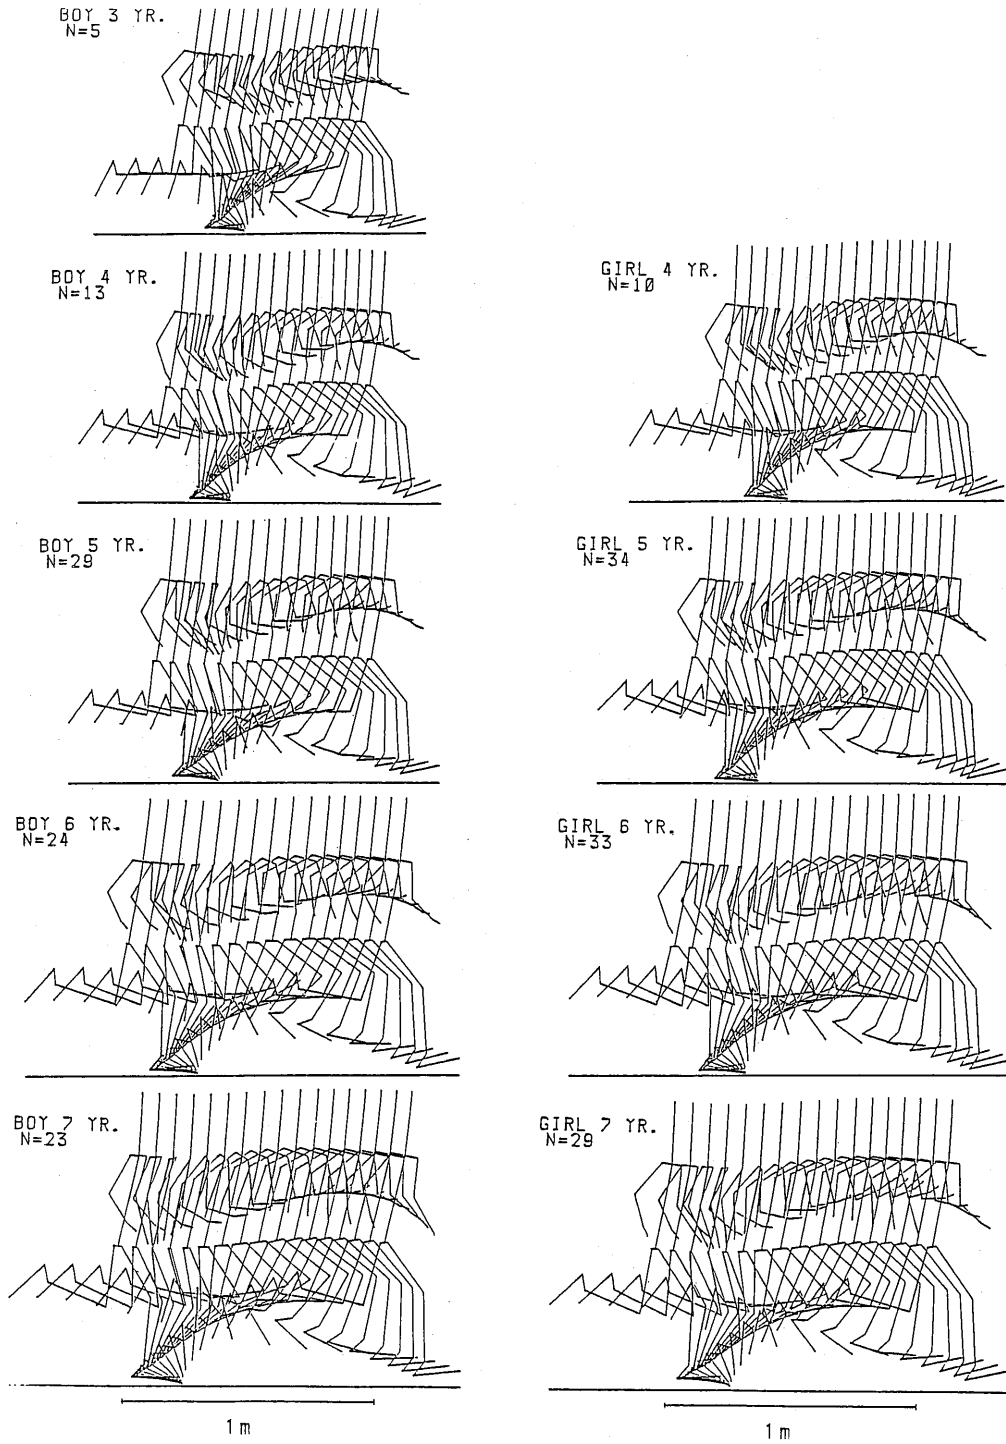 BOY 3 YR.
N=5
BOY 4 YR.
N=13
GIRL 4 YR.
N=10
BOY 5 YR.
N=29
GIRL 5 YR.
N=34
BOY 6 YR.
N=24
GIRL 6 YR.
N=33
BOY 7 YR.
N=23
GIRL 7 YR.
N=29
1 m
1 m